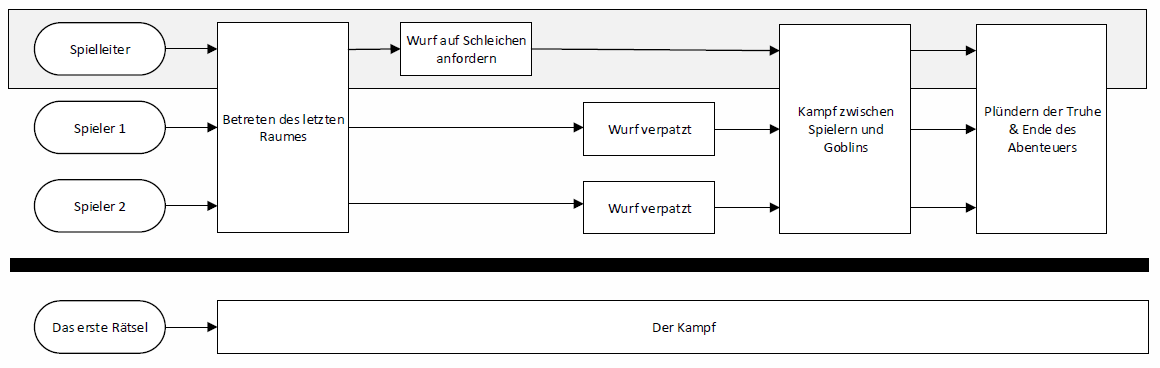 Spielleiter
Wurf auf Schleichen
anfordern
Spieler 1
Betreten des letzten
Raumes
Wurf verpatzt
Kampf zwischen
Spielern und
Goblins
Plündern der Truhe
& Ende des
Abenteuers
Spieler 2
Wurf verpatzt
Das erste Rätsel
Der Kampf